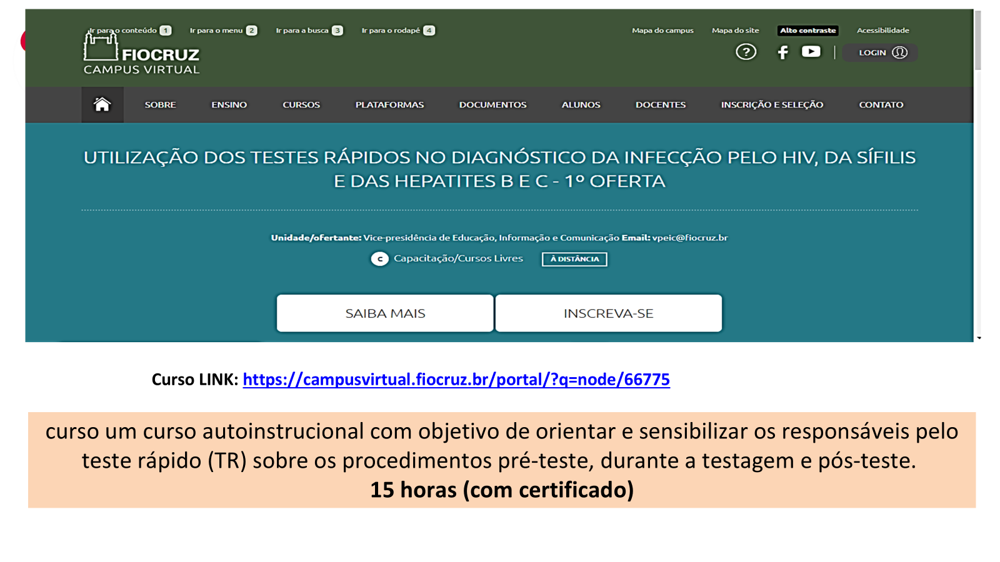 Ir para o conteúdo 1 Ir para o menu 2 Ir para a busca 3 Ir para o rodapé 4 Mapa do campus Mapa do site Alto contraste Acessibilidade
FIOCRUZ
CAMPUS VIRTUAL
? f LOGIN
SOBRE ENSINO CURSOS PLATAFORMAS DOCUMENTOS ALUNOS DOCENTES INSCRIÇÃO E SELEÇÃO CONTATO
UTILIZAÇÃO DOS TESTES RÁPIDOS NO DIAGNÓSTICO DA INFECÇÃO PELO HIV, DA SÍFILIS
E DAS HEPATITES B E C - 1º OFERTA
Unidade/ofertante: Vice-presidência de Educação, Informação e Comunicação Email: vpeic@fiocruz.br
C Capacitação/Cursos Livres À DISTÂNCIA
SAIBA MAIS INSCREVA-SE
Curso LINK: https://campusvirtual.fiocruz.br/portal/?q=node/66775
curso um curso autoinstrucional com objetivo de orientar e sensibilizar os responsáveis pelo
teste rápido (TR) sobre os procedimentos pré-teste, durante a testagem e pós-teste.
15 horas (com certificado)